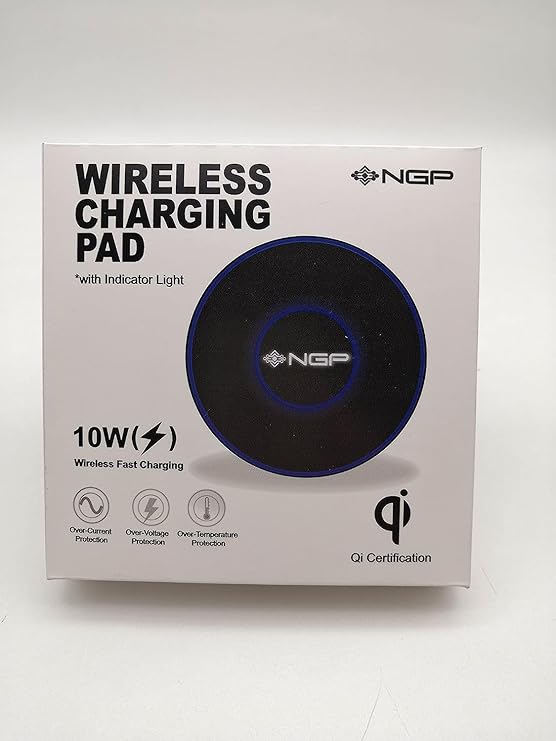 WIRELESS
CHARGING
PAD
NGP
*with Indicator Light
NGP
10W(⚡)
Wireless Fast Charging
Over-Current
Protection
Over-Voltage
Protection
Over-Temperature
Protection
qi
Qi Certification